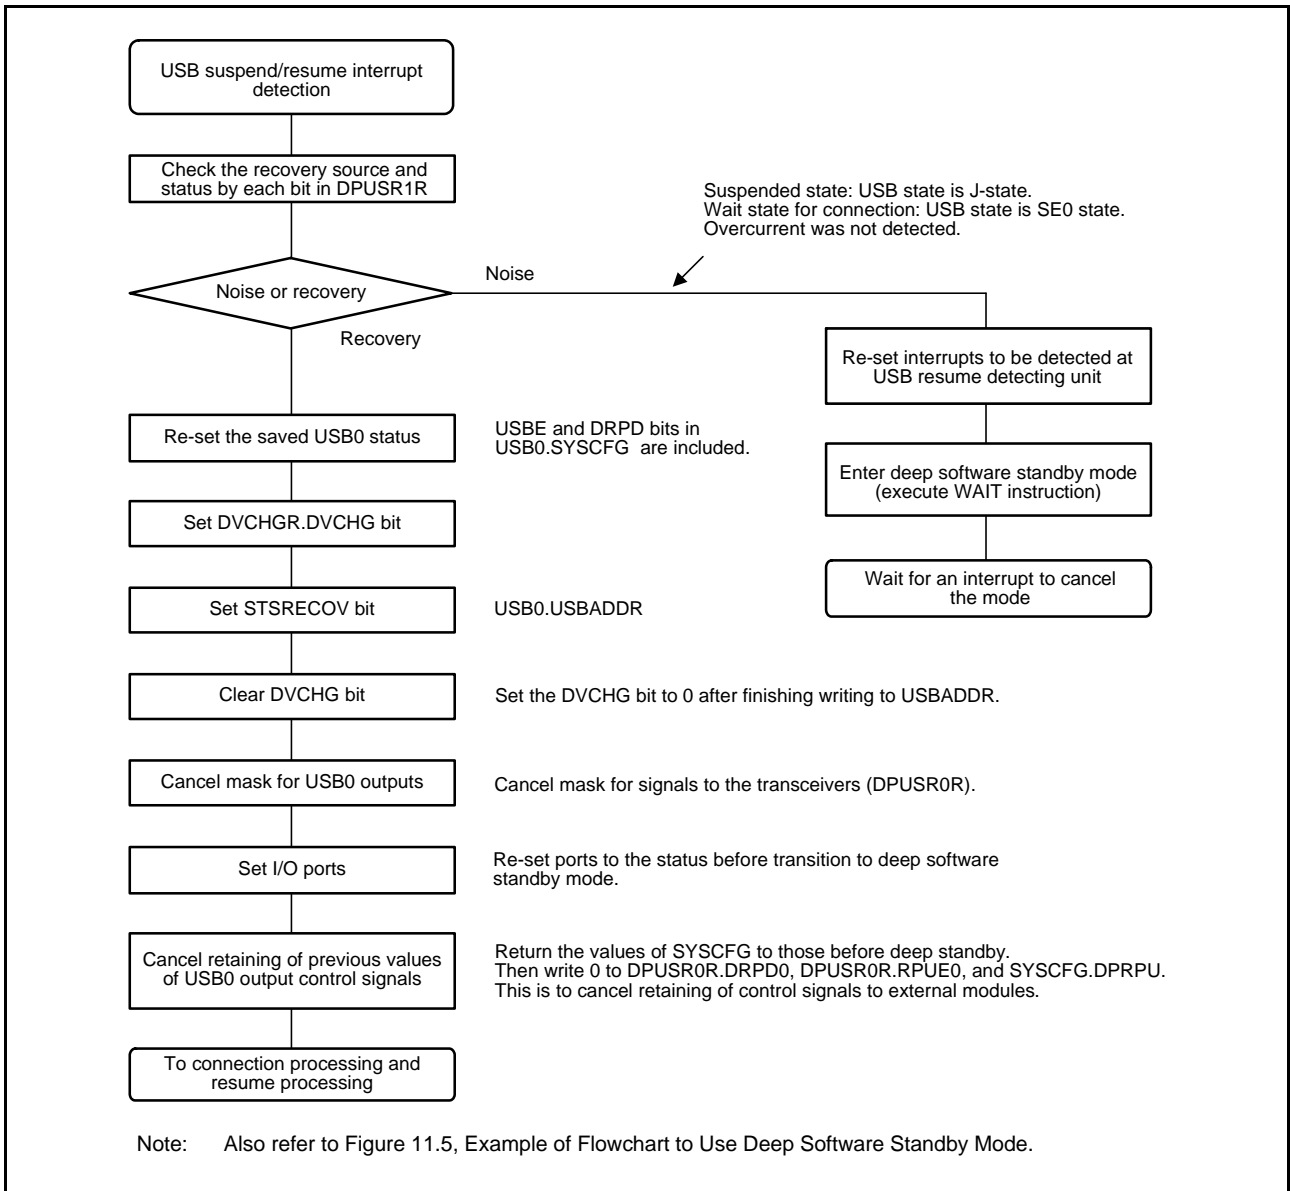 USB suspend/resume interrupt
detection
Check the recovery source and
status by each bit in DPUSR1R
Suspended state: USB state is J-state.
Wait state for connection: USB state is SE0 state.
Overcurrent was not detected.
Noise or recovery
Noise
Recovery
Re-set interrupts to be detected at
USB resume detecting unit
Re-set the saved USB0 status
USBE and DRPD bits in
USB0.SYSCFG are included.
Enter deep software standby mode
(execute WAIT instruction)
Set DVCHGR.DVCHG bit
Wait for an interrupt to cancel
the mode
Set STSRECOV bit
USB0.USBADDR
Clear DVCHG bit
Set the DVCHG bit to 0 after finishing writing to USBADDR.
Cancel mask for USB0 outputs
Cancel mask for signals to the transceivers (DPUSR0R).
Set I/O ports
Re-set ports to the status before transition to deep software
standby mode.
Cancel retaining of previous values
of USB0 output control signals
Return the values of SYSCFG to those before deep standby.
Then write 0 to DPUSR0R.DRPD0, DPUSR0R.RPUE0, and SYSCFG.DPRPU.
This is to cancel retaining of control signals to external modules.
To connection processing and
resume processing
Note: Also refer to Figure 11.5, Example of Flowchart to Use Deep Software Standby Mode.